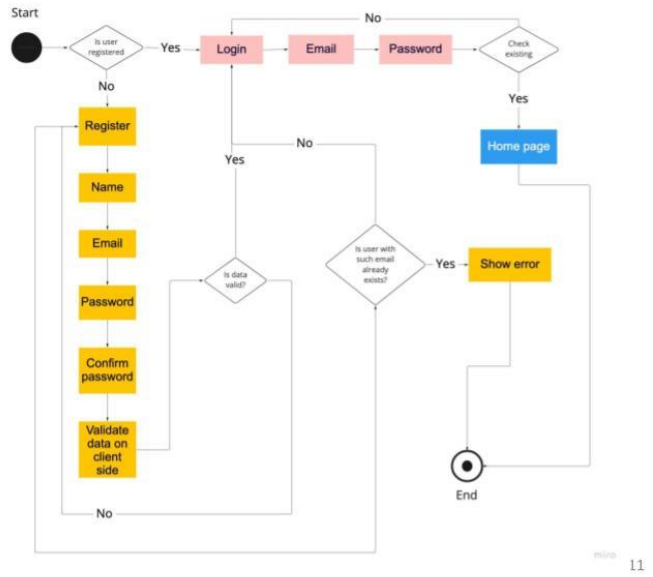 Start
Is user
registered
Yes
Login
Email
Password
No
Check
existing
Yes
Home page
No
Register
Name
Email
Password
Confirm
password
Validate
data on
client
side
No
Is data
valid?
Yes
No
Is user with
such email
already
exists?
Yes
Show error
End
miro
11